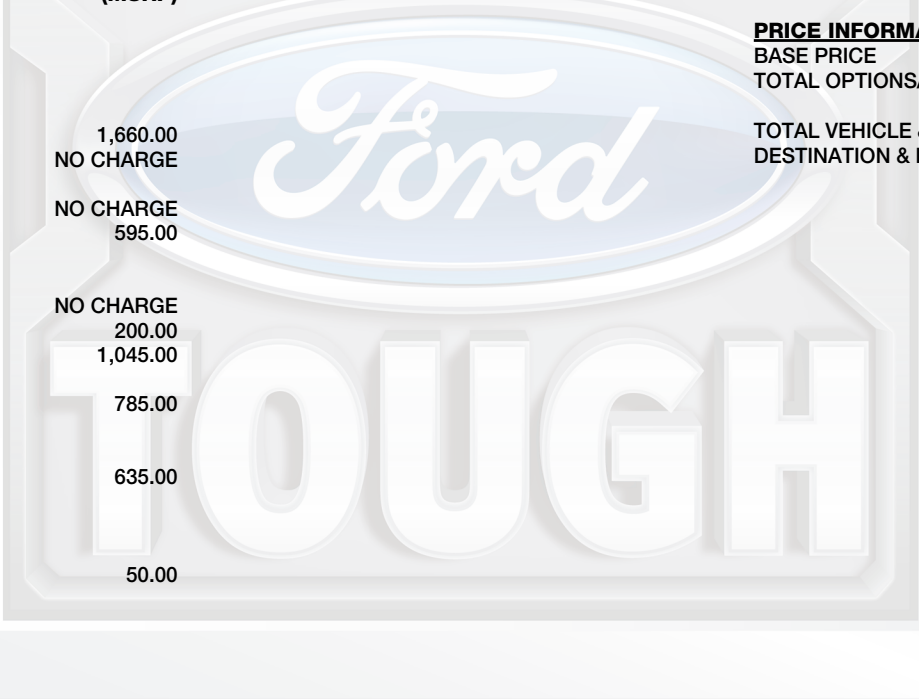 PRICE INFORMA
BASE PRICE
TOTAL OPTIONS
TOTAL VEHICLE &
DESTINATION &
1,660.00
NO CHARGE
NO CHARGE
595.00
NO CHARGE
200.00
1,045.00
785.00
635.00
50.00
Ford
TOUGH